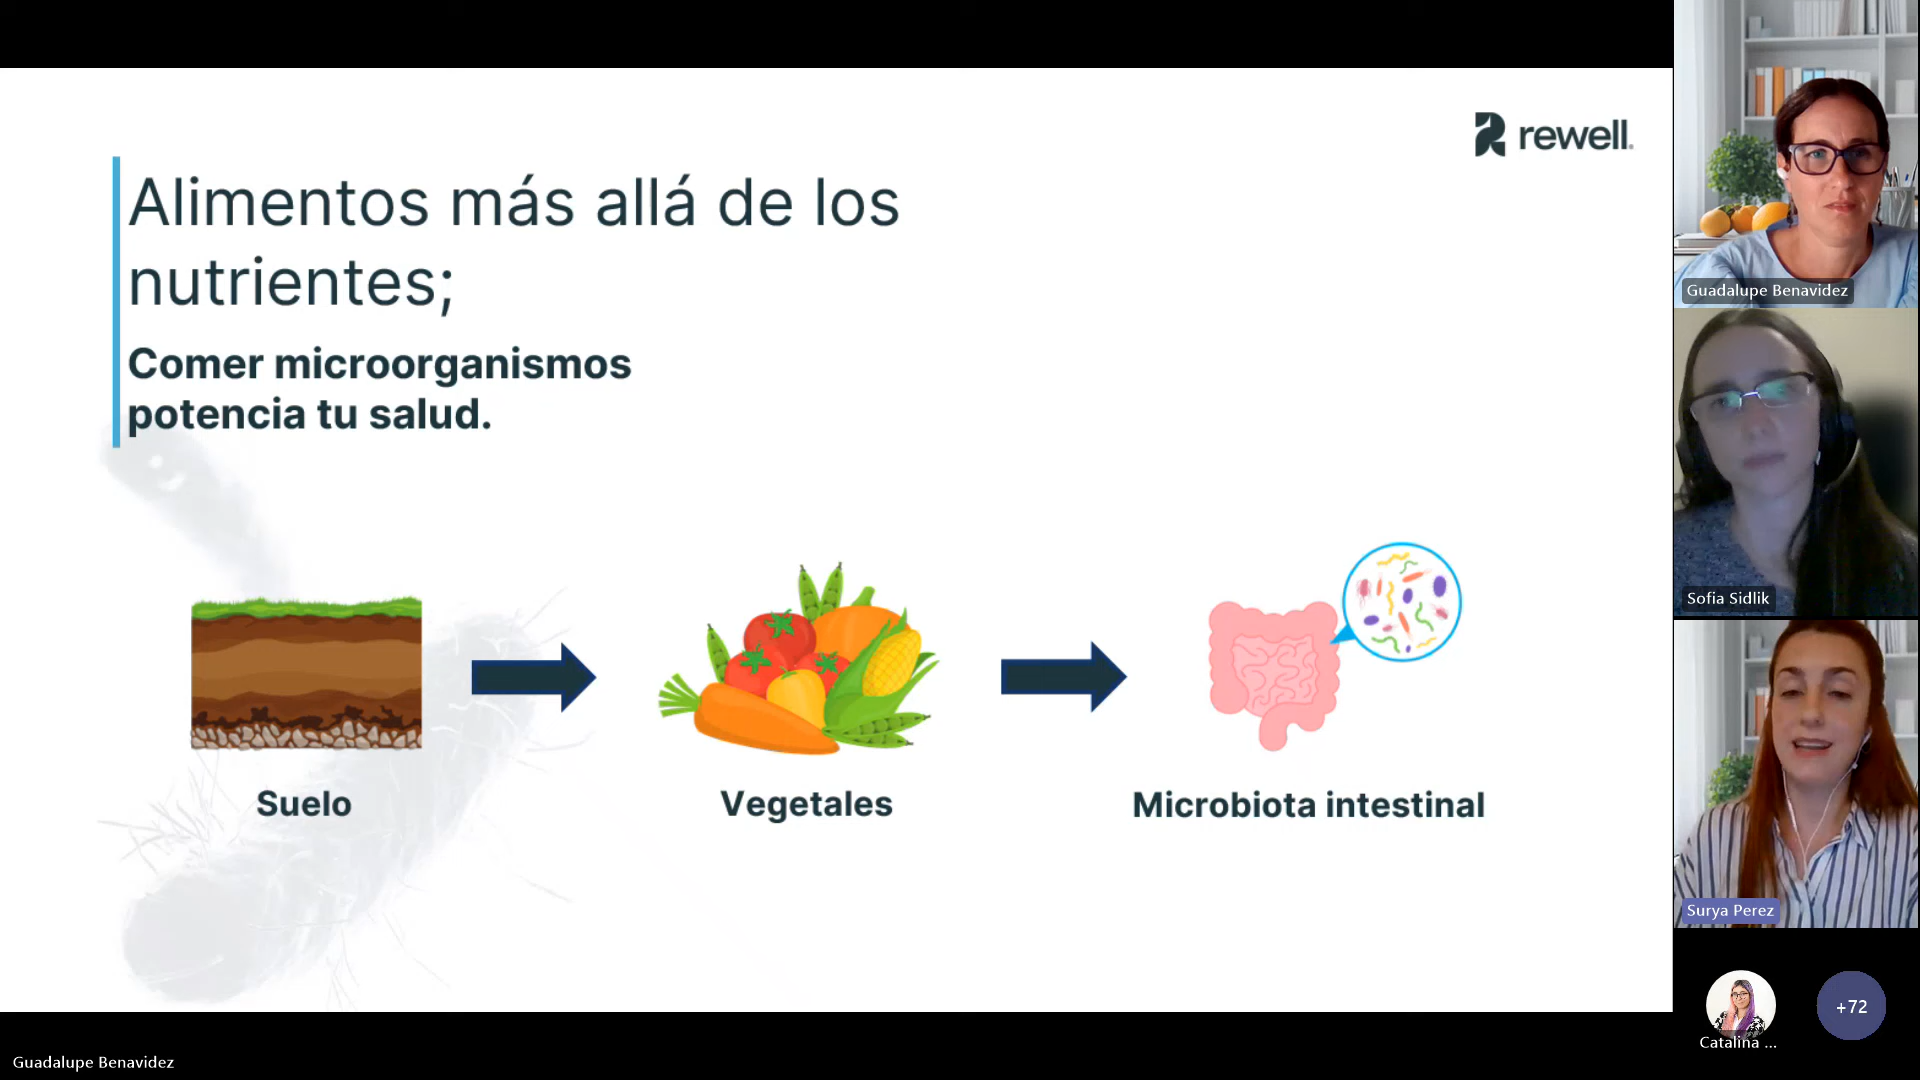 rewell.
Alimentos más allá de los
nutrientes;
Comer microorganismos
potencia tu salud.
Suelo
Vegetales
Microbiota intestinal
Guadalupe Benavidez
Sofia Sidlik
Surya Perez
Catalina ...
+72
Guadalupe Benavidez